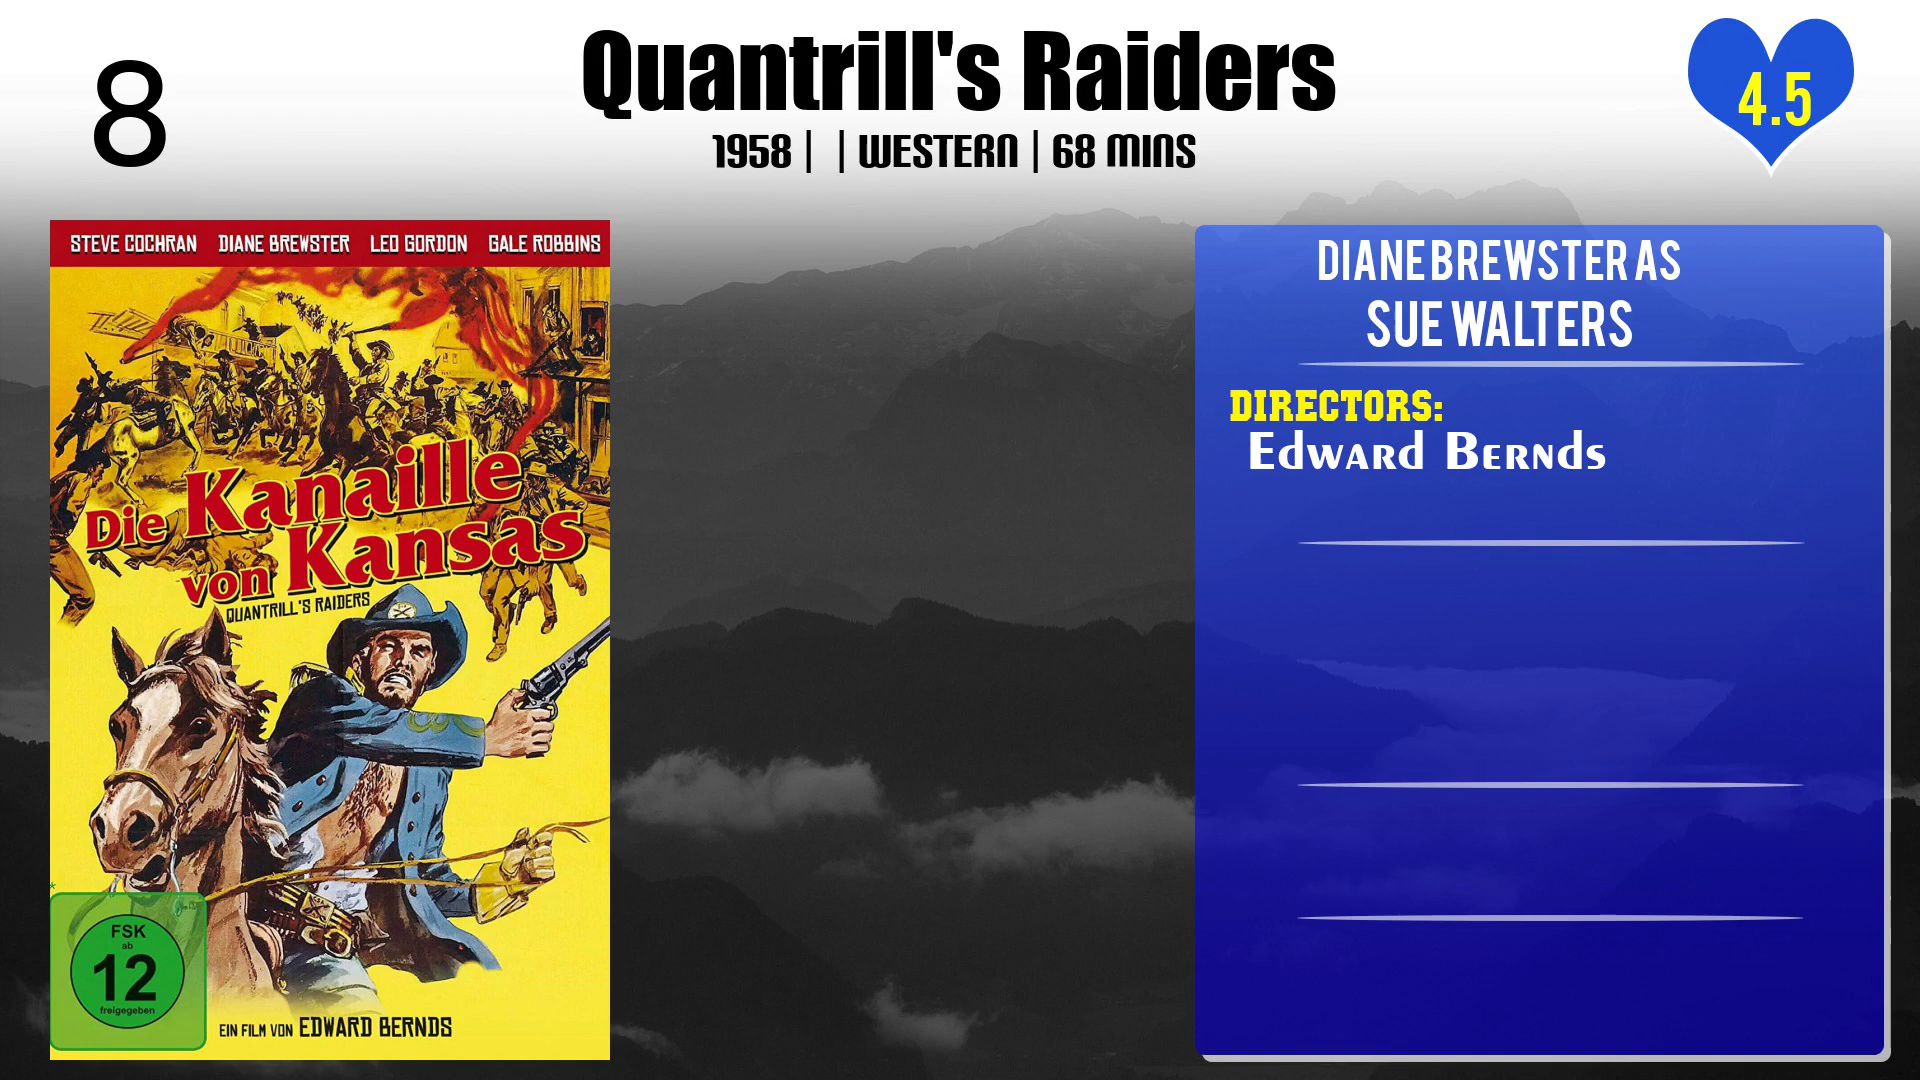 8
Quantrill's Raiders
1958 | | WESTERN | 68 MINS
4.5
STEVE COCHRAN DIANE BREWSTER LEO GORDON GALE ROBBINS
Die Kanaille
von Kansas
QUANTRILL'S RAIDERS
FSK
ab
12
freigegeben
EIN FILM VON EDWARD BERNDS
DIANE BREWSTER AS
SUE WALTERS
DIRECTORS:
Edward Bernds